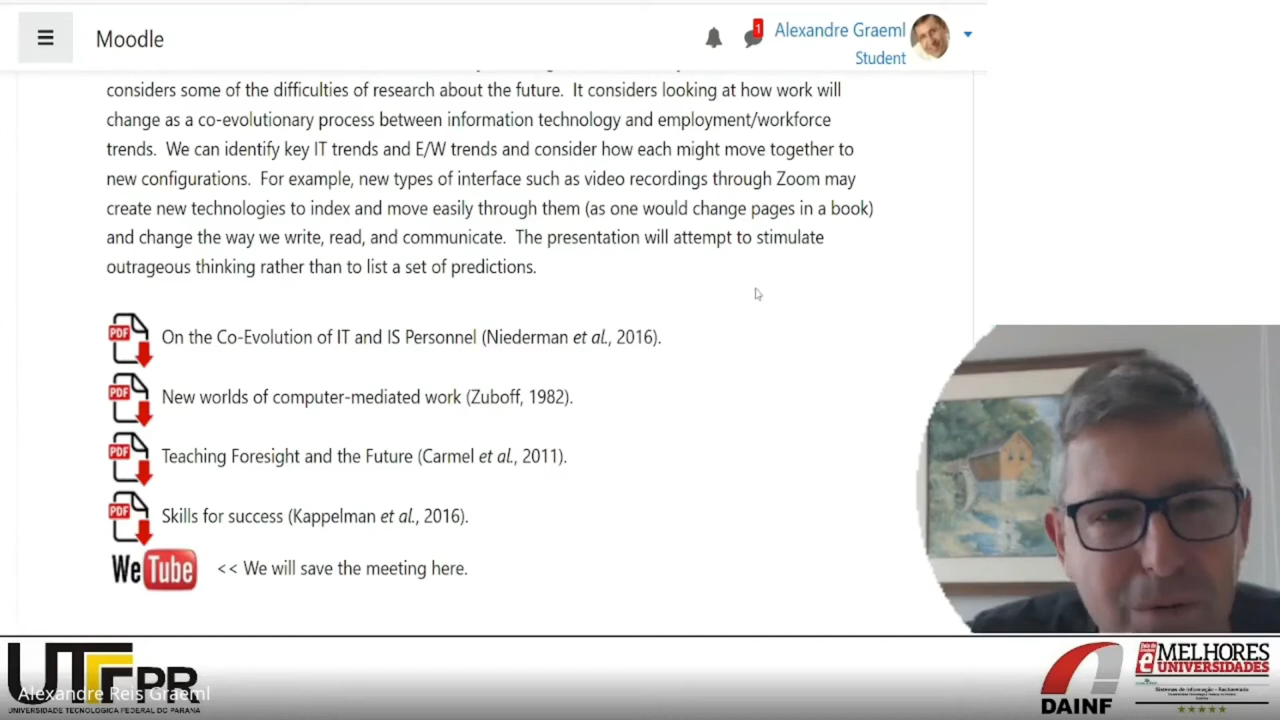 Moodle
1
Alexandre Graeml
Student
considers some of the difficulties of research about the future. It considers looking at how work will
change as a co-evolutionary process between information technology and employment/workforce
trends. We can identify key IT trends and E/W trends and consider how each might move together to
new configurations. For example, new types of interface such as video recordings through Zoom may
create new technologies to index and move easily through them (as one would change pages in a book)
and change the way we write, read, and communicate. The presentation will attempt to stimulate
outrageous thinking rather than to list a set of predictions.
PDF On the Co-Evolution of IT and IS Personnel (Niederman et al., 2016).
PDF New worlds of computer-mediated work (Zuboff, 1982).
PDF Teaching Foresight and the Future (Carmel et al., 2011).
PDF Skills for success (Kappelman et al., 2016).
WeTube << We will save the meeting here.
UTFPR
Alexandre Reis Graeml
UNIVERSIDADE TECNOLÓGICA FEDERAL DO PARANÁ
DAINF
MELHORES
UNIVERSIDADES